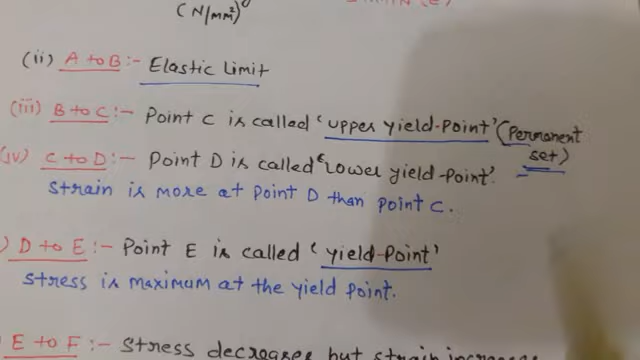 (N/mm²)
(ii) A to B:- Elastic Limit
(iii) B to C:- Point C is called 'upper yield-Point' (Permanent set)
(iv) C to D:- Point D is called 'Lower yield-Point'.
Strain is more at Point D than Point C.
) D to E:- Point E is called 'yield-Point'
Stress is maximum at the yield Point.
E to F:- Stress decreases but strain increases